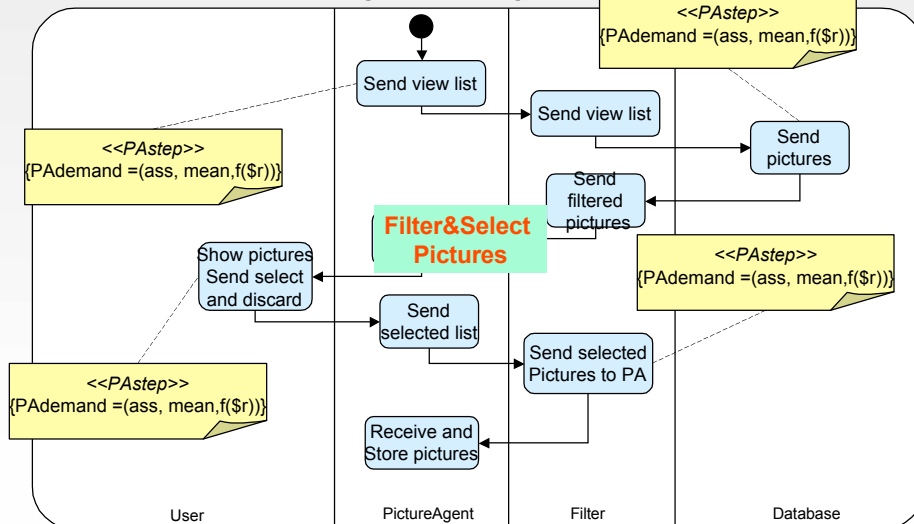 <<PAstep>>
{PAdemand =(ass, mean,f($r))}
Send view list
Send view list
<<PAstep>>
{PAdemand =(ass, mean,f($r))}
Send
pictures
Send
filtered
pictures
Filter&Select
Pictures
<<PAstep>>
{PAdemand =(ass, mean,f($r))}
Show pictures
Send select
and discard
Send
selected list
Send selected
Pictures to PA
<<PAstep>>
{PAdemand =(ass, mean,f($r))}
Receive and
Store pictures
User
PictureAgent
Filter
Database